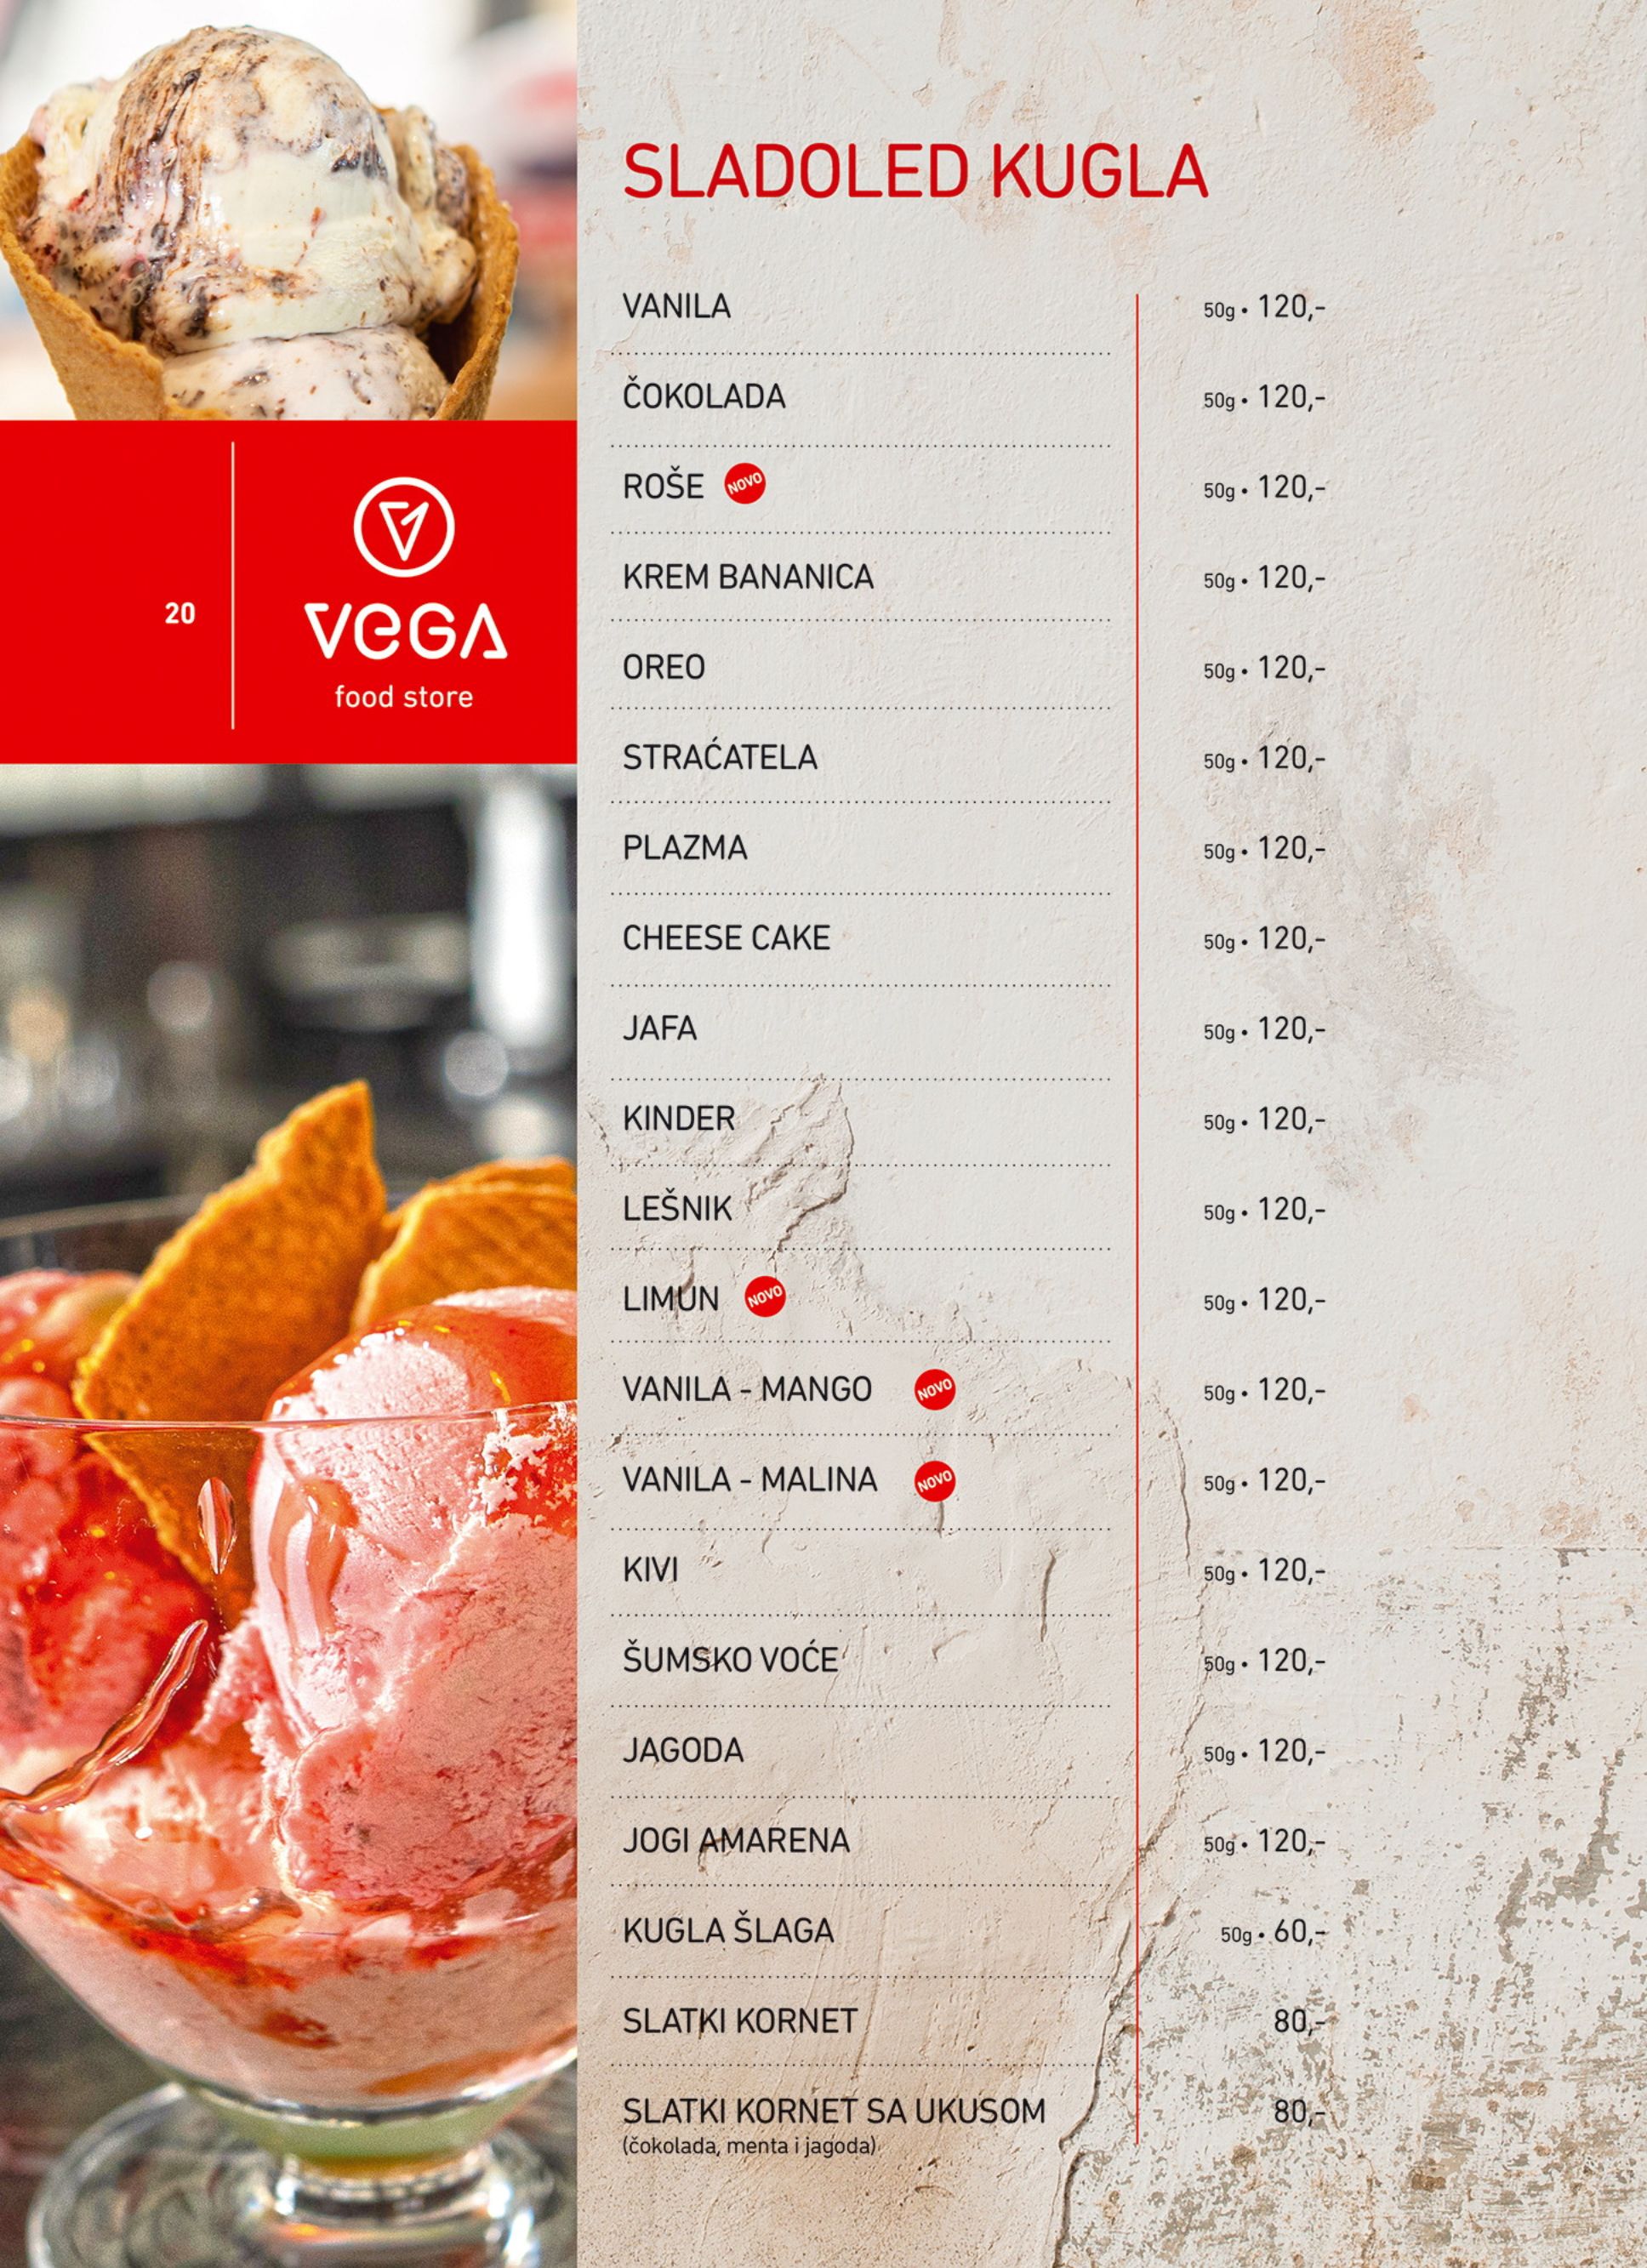 SLADOLED KUGLA
VANILA 50g • 120,-
ČOKOLADA 50g • 120,-
ROŠE NOVO 50g • 120,-
KREM BANANICA 50g • 120,-
OREO 50g • 120,-
STRAĆATELA 50g • 120,-
PLAZMA 50g • 120,-
CHEESE CAKE 50g • 120,-
JAFA 50g • 120,-
KINDER 50g • 120,-
LEŠNIK 50g • 120,-
LIMUN NOVO 50g • 120,-
VANILA - MANGO NOVO 50g • 120,-
VANILA - MALINA NOVO 50g • 120,-
KIVI 50g • 120,-
ŠUMSKO VOĆE 50g • 120,-
JAGODA 50g • 120,-
JOGI AMARENA 50g • 120,-
KUGLA ŠLAGA 50g • 60,-
SLATKI KORNET 80,-
SLATKI KORNET SA UKUSOM 80,-
(čokolada, menta i jagoda)
20
VEGA
food store